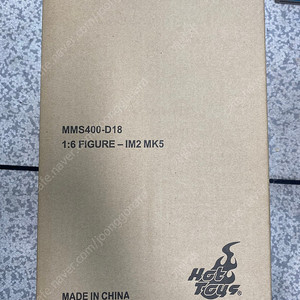 MMS400-D18
1:6 FIGURE – IM2 MK5
Hot
Toys
MADE IN CHINA